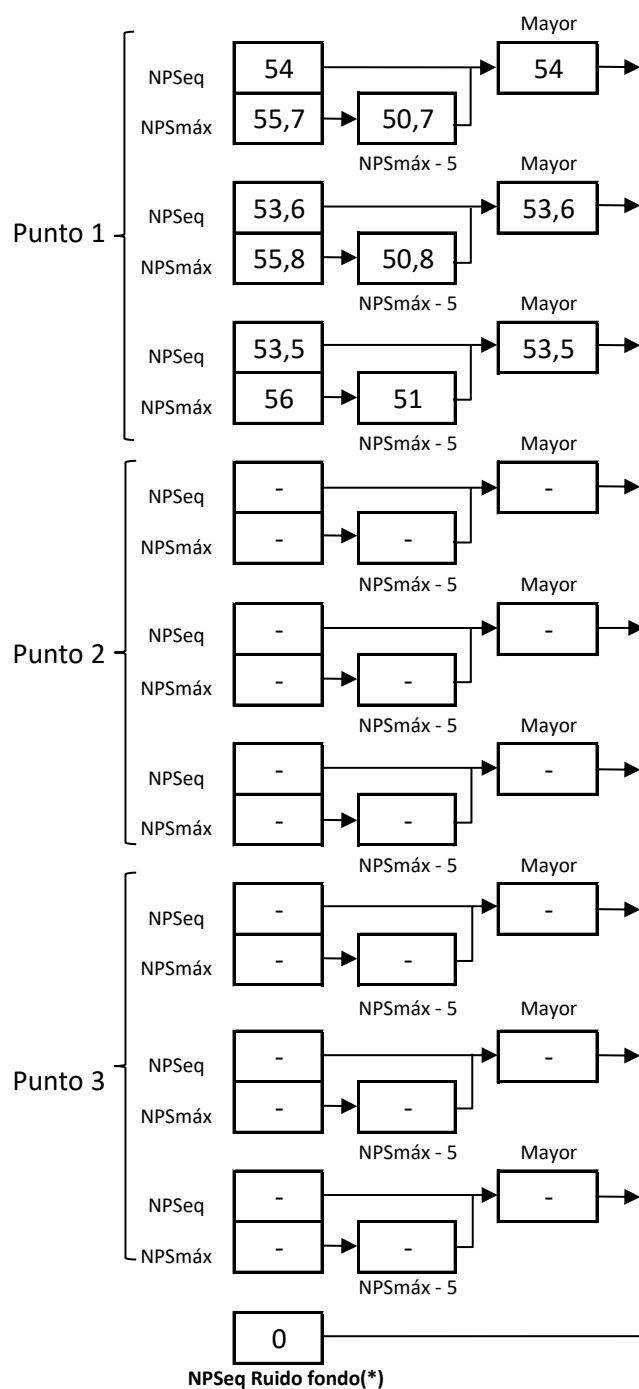 Mayor
NPSeq 54 54
NPSmáx 55,7 50,7
NPSmáx - 5
Mayor
Punto 1
NPSeq 53,6 53,6
NPSmáx 55,8 50,8
NPSmáx - 5
Mayor
NPSeq 53,5 53,5
NPSmáx 56 51
NPSmáx - 5
Mayor
NPSeq - -
NPSmáx - -
NPSmáx - 5
Mayor
Punto 2
NPSeq - -
NPSmáx - -
NPSmáx - 5
Mayor
NPSeq - -
NPSmáx - -
NPSmáx - 5
Mayor
NPSeq - -
NPSmáx - -
NPSmáx - 5
Mayor
Punto 3
NPSeq - -
NPSmáx - -
NPSmáx - 5
Mayor
NPSeq - -
NPSmáx - -
NPSmáx - 5
0
NPSeq Ruido fondo(*)